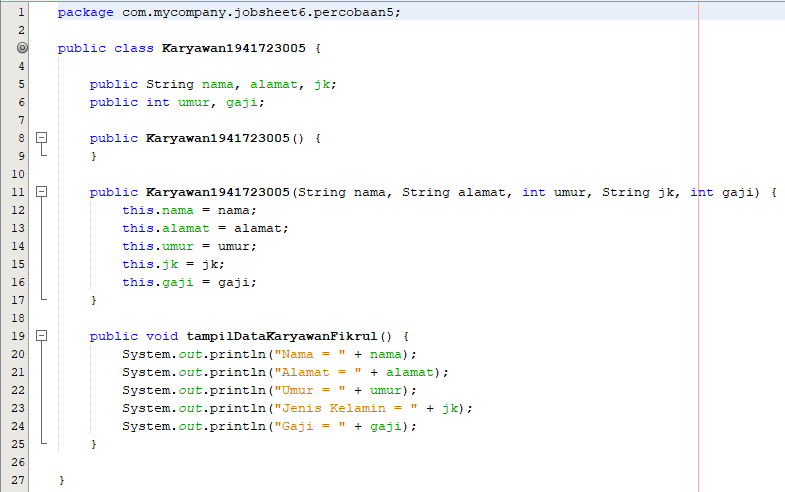 1 package com.mycompany.jobsheet6.percobaan5;
2
public class Karyawan1941723005 {
4
5 public String nama, alamat, jk;
6 public int umur, gaji;
7
8 public Karyawan1941723005() {
9 }
10
11 public Karyawan1941723005(String nama, String alamat, int umur, String jk, int gaji) {
12 this.nama = nama;
13 this.alamat = alamat;
14 this.umur = umur;
15 this.jk = jk;
16 this.gaji = gaji;
17 }
18
19 public void tampilDataKaryawanFikrul() {
20 System.out.println("Nama = " + nama);
21 System.out.println("Alamat = " + alamat);
22 System.out.println("Umur = " + umur);
23 System.out.println("Jenis Kelamin = " + jk);
24 System.out.println("Gaji = " + gaji);
25 }
26
27 }